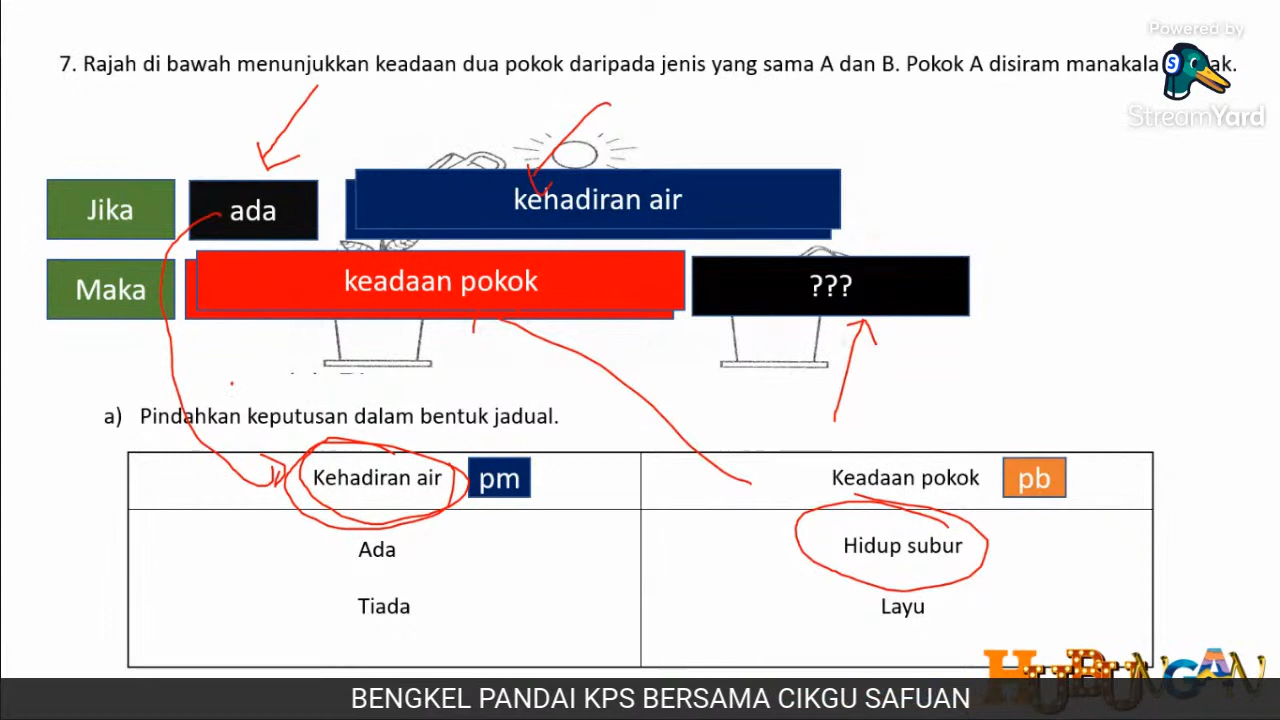 Powered by
7. Rajah di bawah menunjukkan keadaan dua pokok daripada jenis yang sama A dan B. Pokok A disiram manakala
StreamYard
Jika ada kehadiran air
Maka keadaan pokok ???
a) Pindahkan keputusan dalam bentuk jadual.
Kehadiran air pm Keadaan pokok pb
Ada Hidup subur
Tiada Layu
HUBUNGAN
BENGKEL PANDAI KPS BERSAMA CIKGU SAFUAN